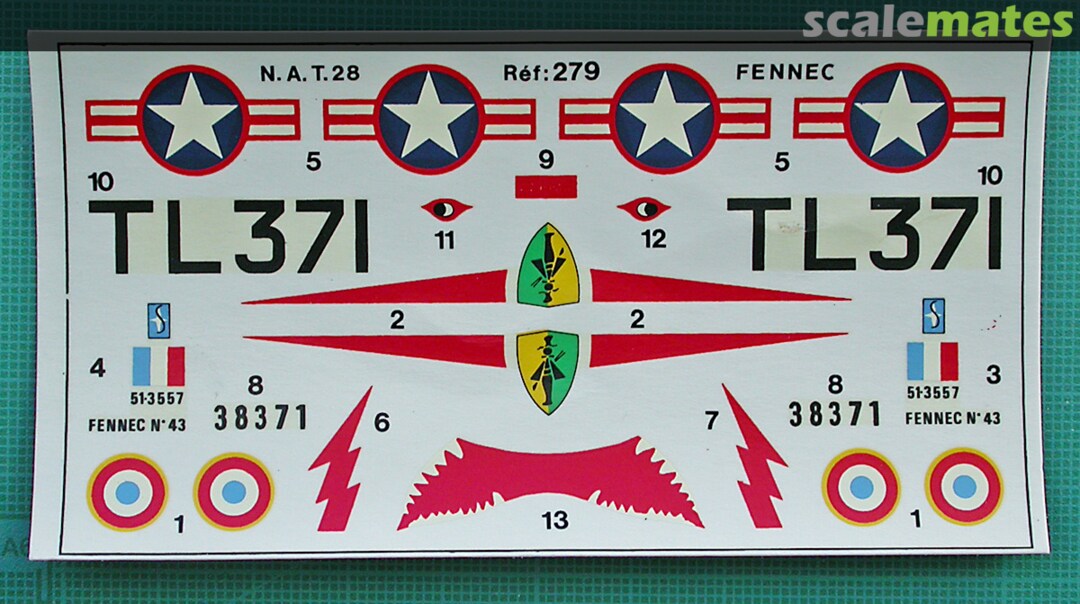 scalemates
N.A.T.28 Réf:279 FENNEC
5 9 5
10 10
TL371 TL371
11 12
2 2
4 3
51-3557 51-3557
8 8
FENNEC N°43 38371 38371 FENNEC N°43
6 7
1 13 1
A6